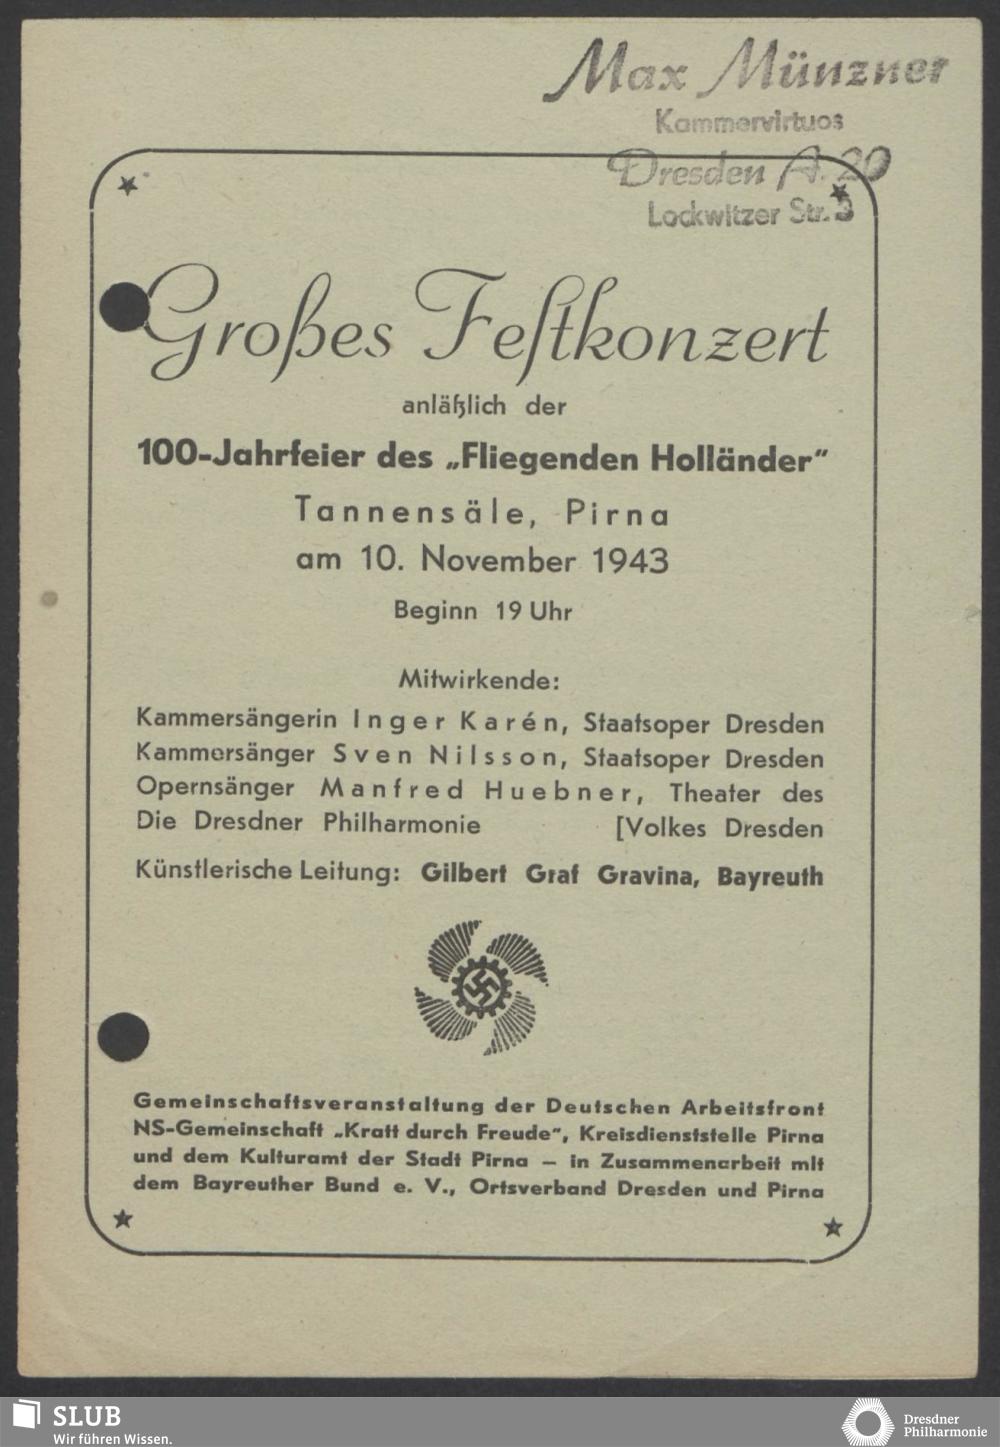 Max Münzner
Kammervirtuos
Dresden A. 20
Lockwitzer Str. 3
Großes Festkonzert
anläßlich der
100-Jahrfeier des „Fliegenden Holländer“
Tannensäle, Pirna
am 10. November 1943
Beginn 19 Uhr
Mitwirkende:
Kammersängerin Inger Karén, Staatsoper Dresden
Kammersänger Sven Nilsson, Staatsoper Dresden
Opernsänger Manfred Huebner, Theater des
Die Dresdner Philharmonie [Volkes Dresden
Künstlerische Leitung: Gilbert Graf Gravina, Bayreuth
Gemeinschaftsveranstaltung der Deutschen Arbeitsfront
NS-Gemeinschaft „Kraft durch Freude“, Kreisdienststelle Pirna
und dem Kulturamt der Stadt Pirna – in Zusammenarbeit mit
dem Bayreuther Bund e. V., Ortsverband Dresden und Pirna
SLUB
Wir führen Wissen.
Dresdner
Philharmonie